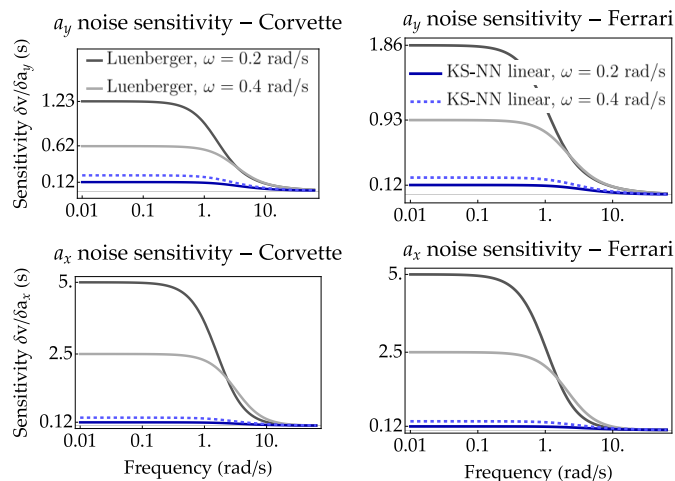 a_y noise sensitivity – Corvette
Luenberger, ω = 0.2 rad/s
Luenberger, ω = 0.4 rad/s
Sensitivity δv/δa_y (s)
1.23
0.62
0.12
0.01 0.1 1. 10.
a_y noise sensitivity – Ferrari
KS-NN linear, ω = 0.2 rad/s
KS-NN linear, ω = 0.4 rad/s
1.86
0.93
0.12
0.01 0.1 1. 10.
a_x noise sensitivity – Corvette
Sensitivity δv/δa_x (s)
5.
2.5
0.12
0.01 0.1 1. 10.
Frequency (rad/s)
a_x noise sensitivity – Ferrari
5.
2.5
0.12
0.01 0.1 1. 10.
Frequency (rad/s)